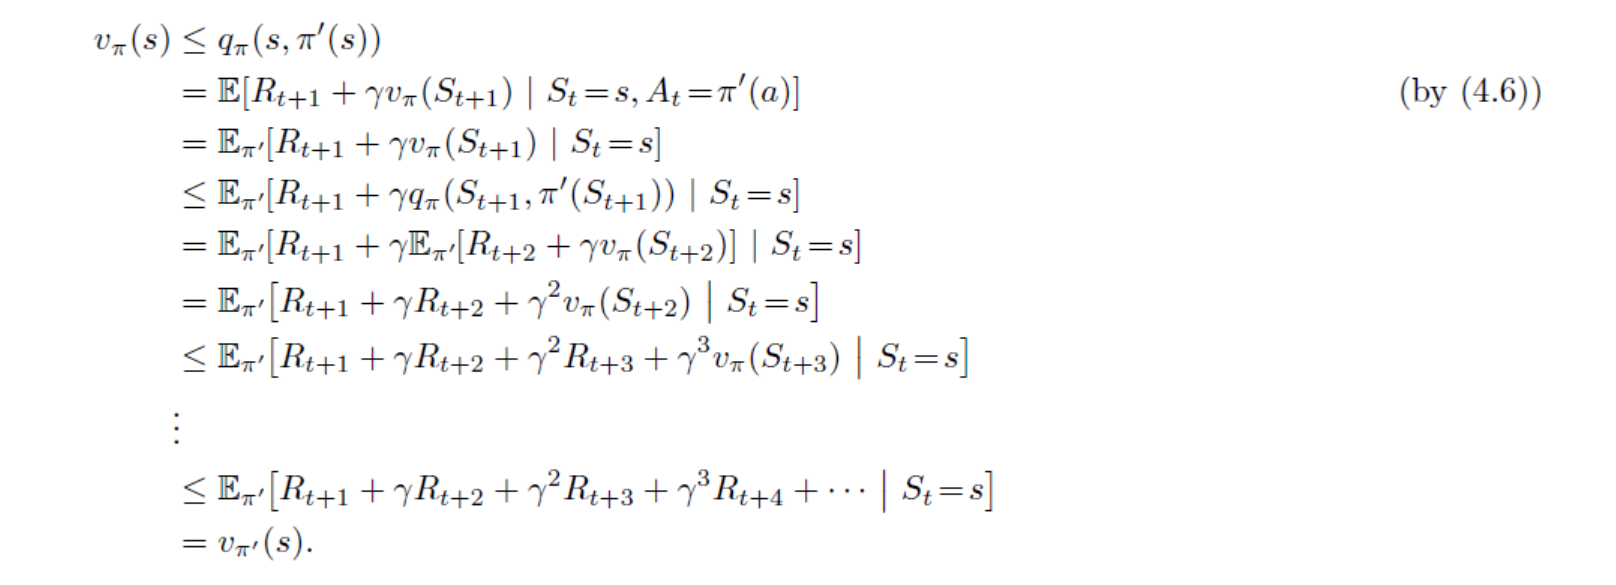 vπ(s) ≤ qπ(s, π′(s))
= 𝔼[Rt+1 + γvπ(St+1) | St=s, At=π′(a)] (by (4.6))
= 𝔼π′[Rt+1 + γvπ(St+1) | St=s]
≤ 𝔼π′[Rt+1 + γqπ(St+1, π′(St+1)) | St=s]
= 𝔼π′[Rt+1 + γ𝔼π′[Rt+2 + γvπ(St+2)] | St=s]
= 𝔼π′[Rt+1 + γRt+2 + γ²vπ(St+2) | St=s]
≤ 𝔼π′[Rt+1 + γRt+2 + γ²Rt+3 + γ³vπ(St+3) | St=s]
⋮
≤ 𝔼π′[Rt+1 + γRt+2 + γ²Rt+3 + γ³Rt+4 + ⋯ | St=s]
= vπ′(s).